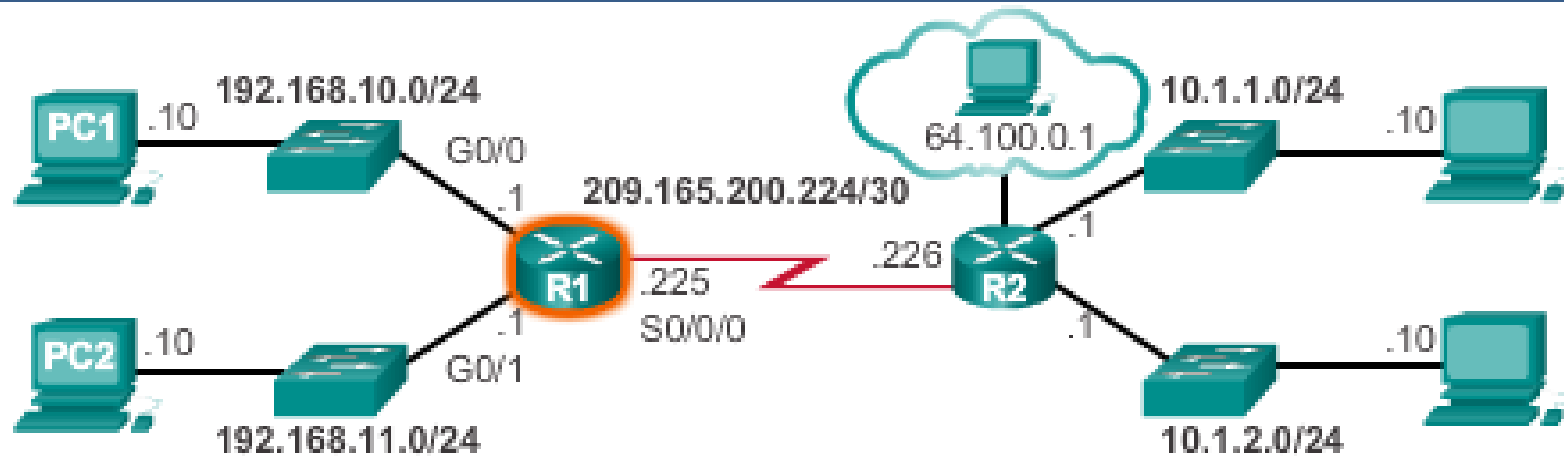 192.168.10.0/24
PC1
.10
G0/0
.1
209.165.200.224/30
R1
.225
S0/0/0
.1
G0/1
PC2
.10
192.168.11.0/24
64.100.0.1
10.1.1.0/24
.10
.1
.226
R2
.1
.10
10.1.2.0/24